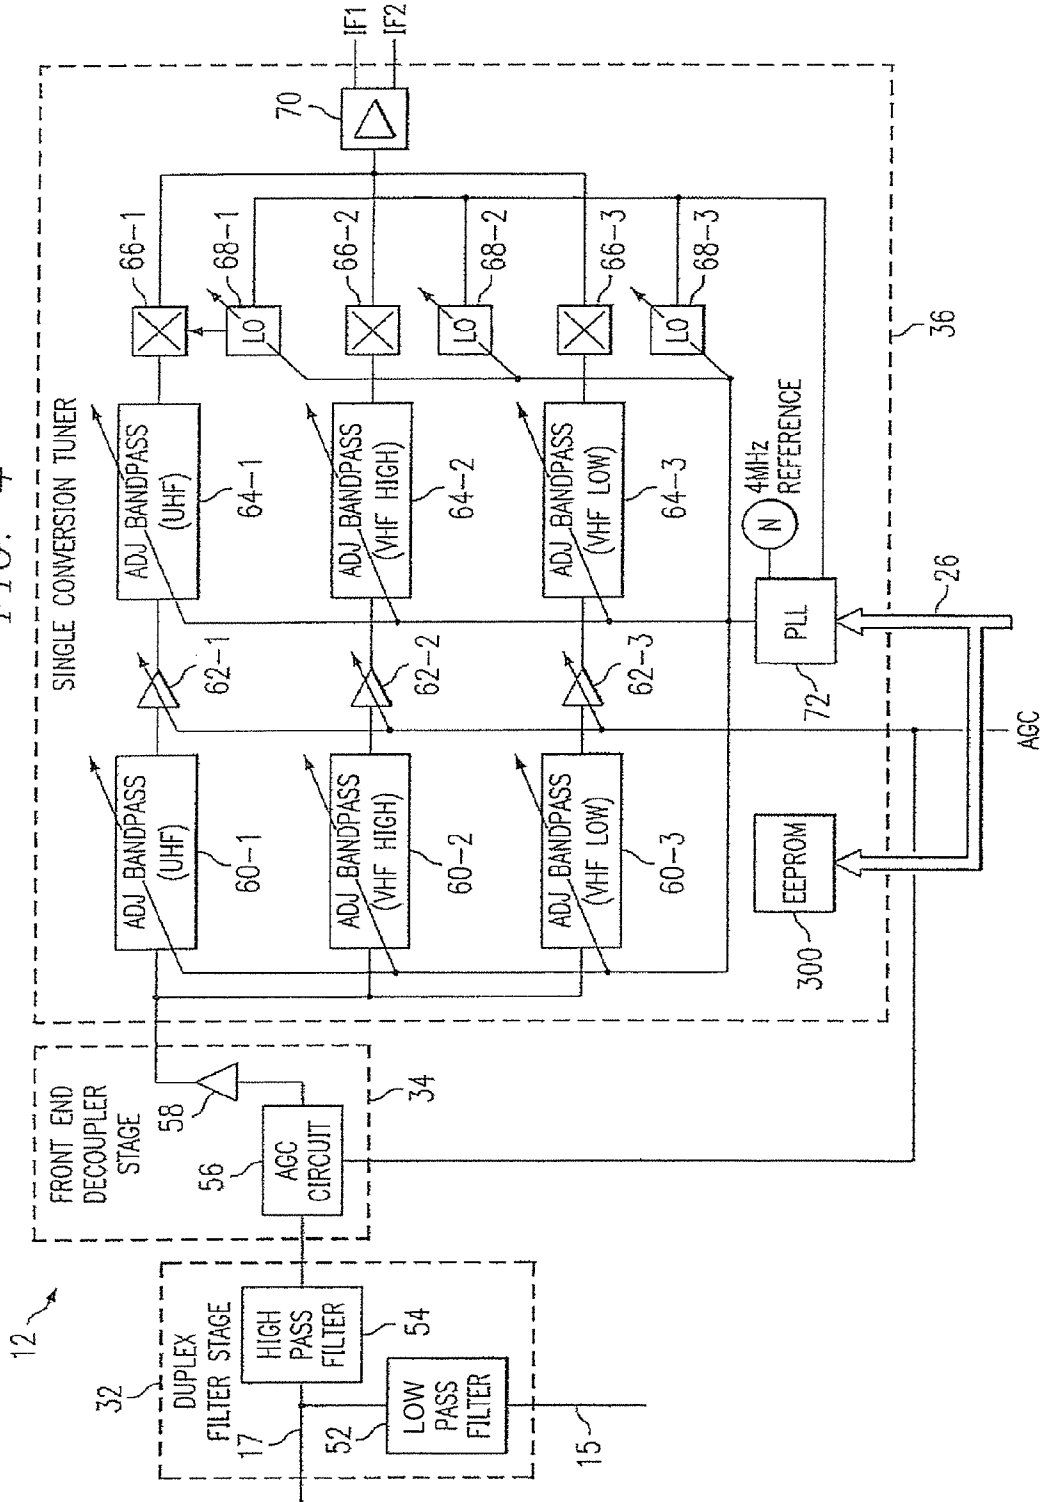 FIG. 4
12
32
DUPLEX
FILTER STAGE
17
HIGH
PASS
FILTER
54
52
LOW
PASS
FILTER
15
FRONT END
DECOUPLER
STAGE
58
56
AGC
CIRCUIT
34
SINGLE CONVERSION TUNER
ADJ BANDPASS
(UHF)
60-1
62-1
ADJ BANDPASS
(UHF)
64-1
66-1
LO
68-1
ADJ BANDPASS
(VHF HIGH)
60-2
62-2
ADJ BANDPASS
(VHF HIGH)
64-2
66-2
LO
68-2
ADJ BANDPASS
(VHF LOW)
60-3
62-3
ADJ BANDPASS
(VHF LOW)
64-3
66-3
LO
68-3
70
IF1
IF2
300
EEPROM
72
PLL
N
4MHz
REFERENCE
26
36
AGC